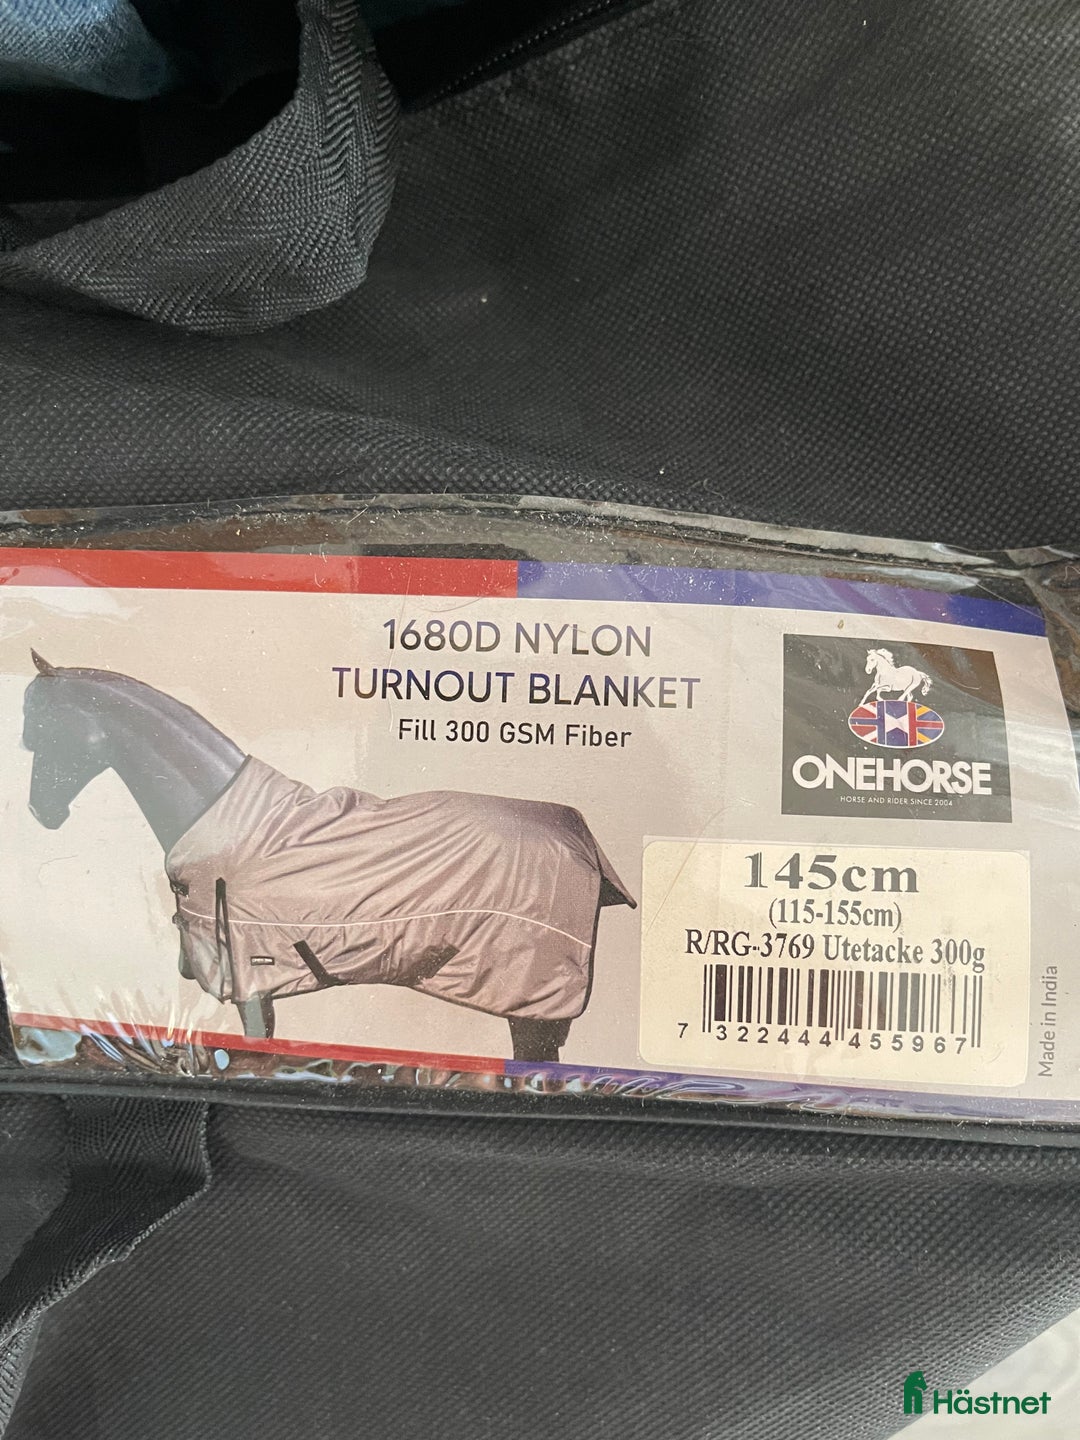 1680D NYLON
TURNOUT BLANKET
Fill 300 GSM Fiber
ONEHORSE
HORSE AND RIDER SINCE 2004
145cm
(115-155cm)
R/RG-3769 Utetacke 300g
7 322444 455967
Made in India
Hästnet